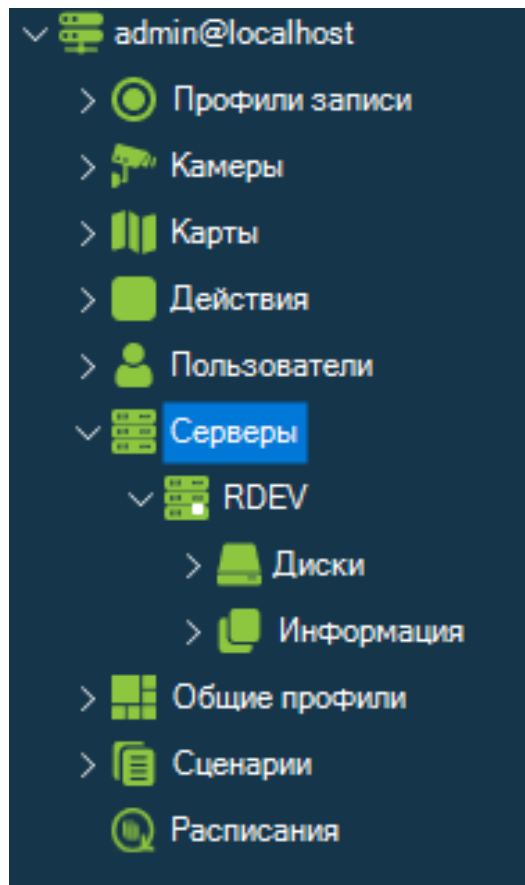 admin@localhost
Профили записи
Камеры
Карты
Действия
Пользователи
Серверы
RDEV
Диски
Информация
Общие профили
Сценарии
Расписания